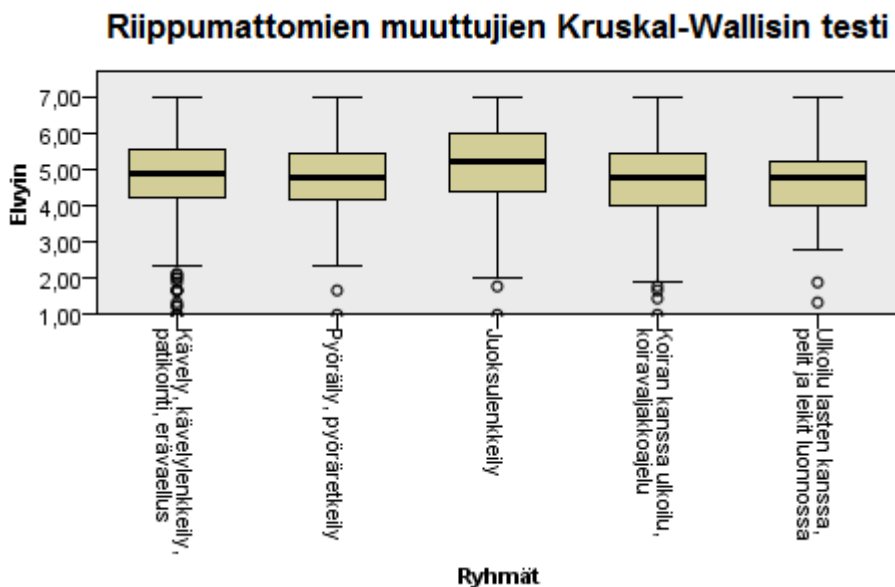 Riippumattomien muuttujien Kruskal-Wallisin testi
7,00
6,00
5,00
4,00
3,00
2,00
1,00
Elvyin
Kävely, kävelylenkkeily,
patikointi, erävaellus
Pyöräily, pyöräretkeily
Juoksulenkkeily
Koiran kanssa ulkoilu,
koiravaljakkoajelu
Ulkoilu lasten kanssa,
pelit ja leikit luonnossa
Ryhmät